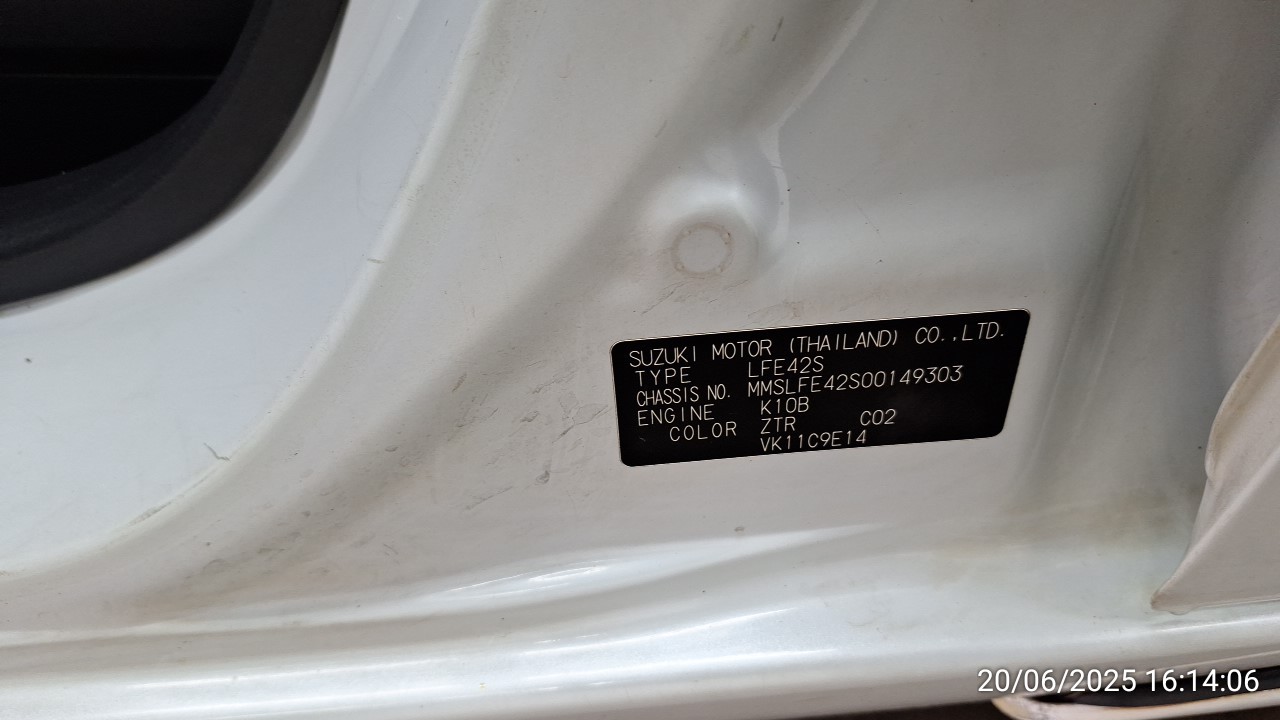 SUZUKI MOTOR (THAILAND) CO.,LTD.
TYPE LFE42S
CHASSIS NO. MMSLFE42S00149303
ENGINE K10B
COLOR ZTR C02
VK11C9E14
20/06/2025 16:14:06